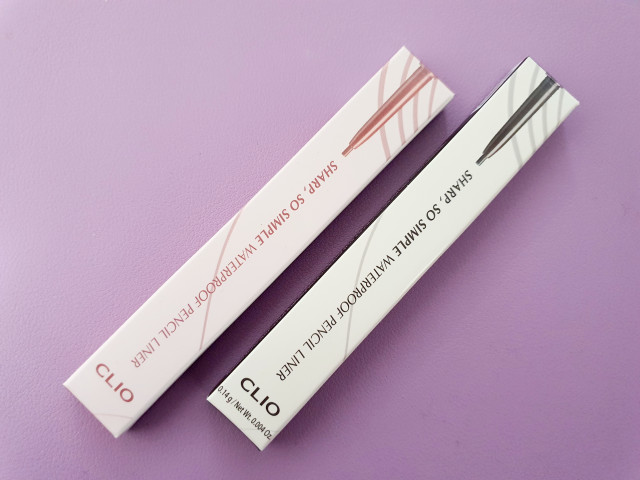 SHARP, SO SIMPLE WATERPROOF PENCIL LINER
CLIO
SHARP, SO SIMPLE WATERPROOF PENCIL LINER
CLIO
0.14 g / Net Wt. 0.004 Oz.